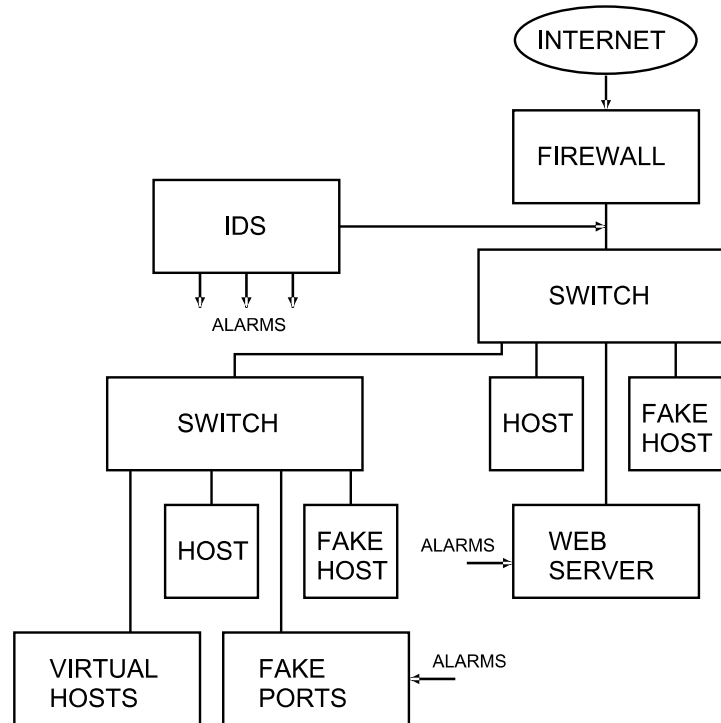 INTERNET
FIREWALL
IDS
SWITCH
ALARMS
SWITCH
HOST
FAKE
HOST
HOST
FAKE
HOST
ALARMS
WEB
SERVER
VIRTUAL
HOSTS
FAKE
PORTS
ALARMS